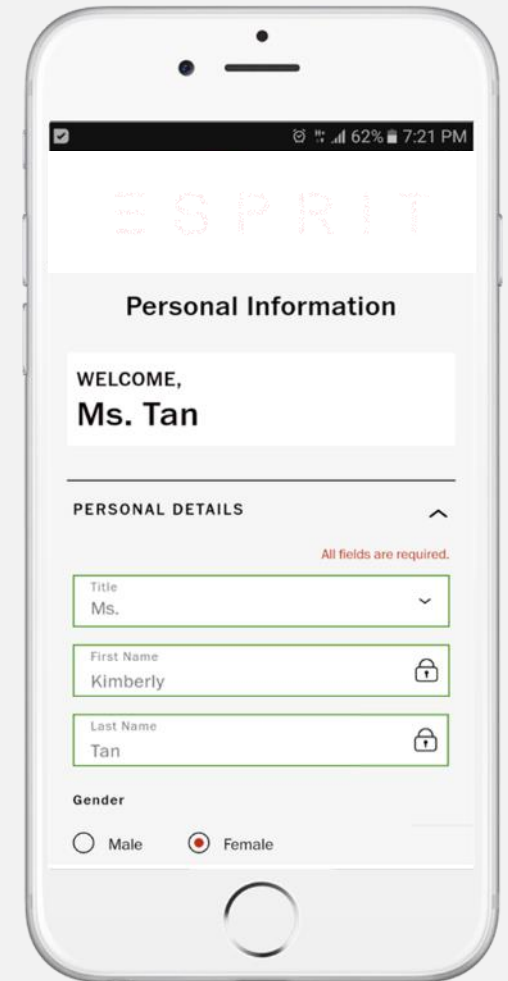 62% 7:21 PM
ESPRIT
Personal Information
WELCOME,
Ms. Tan
PERSONAL DETAILS
All fields are required.
Title
Ms.
First Name
Kimberly
Last Name
Tan
Gender
Male Female